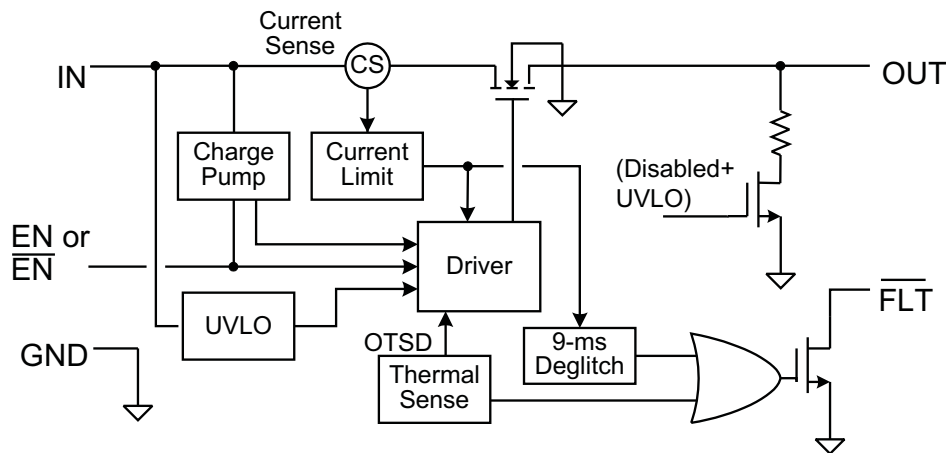 Current
Sense
IN
CS
OUT
Charge
Pump
Current
Limit
(Disabled+
UVLO)
EN or
EN
Driver
UVLO
FLT
GND
OTSD
9-ms
Deglitch
Thermal
Sense